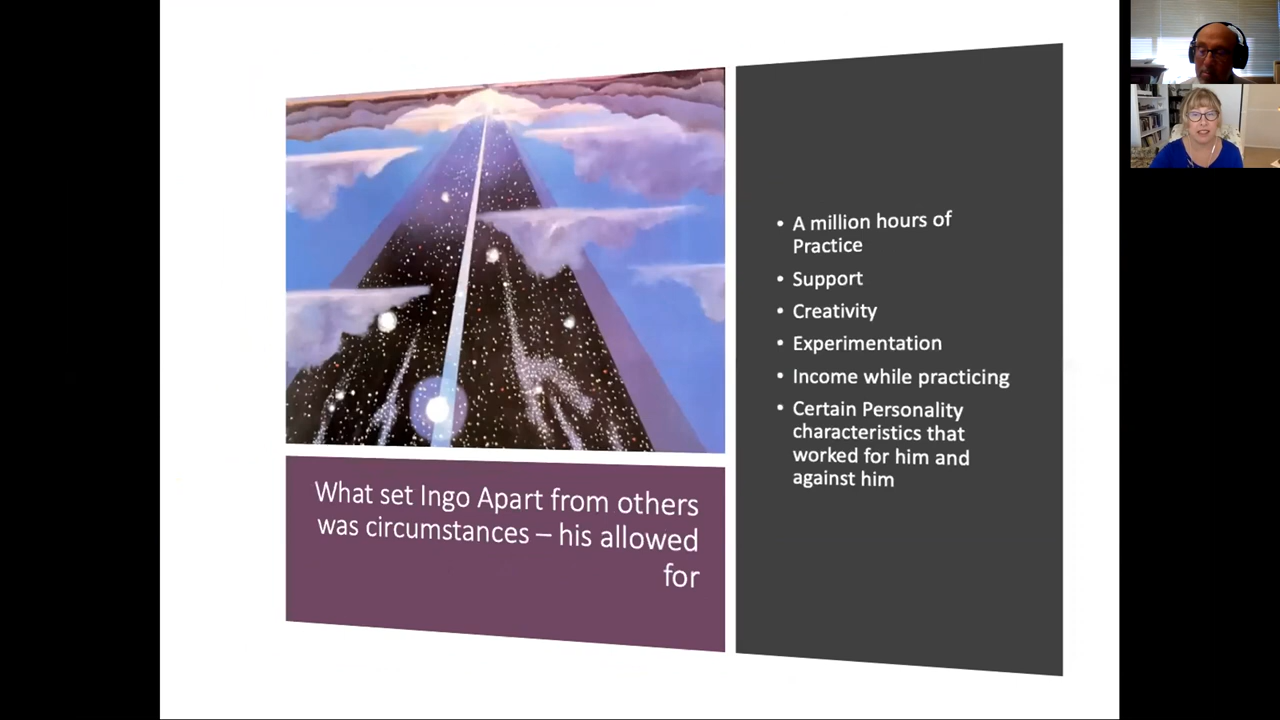 What set Ingo Apart from others
was circumstances – his allowed
for
• A million hours of
Practice
• Support
• Creativity
• Experimentation
• Income while practicing
• Certain Personality
characteristics that
worked for him and
against him